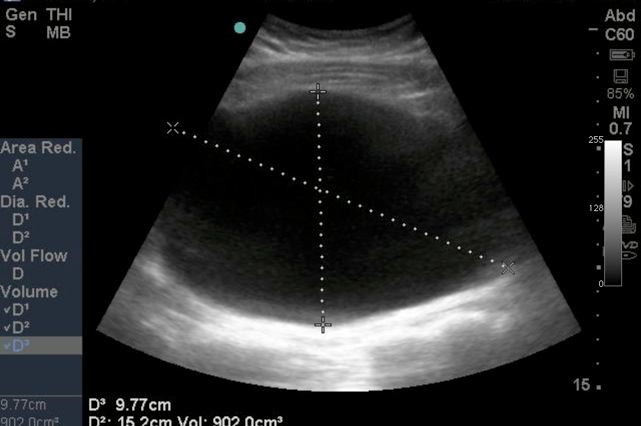 Gen THI
S MB
Abd
C60
85%
MI
0.7
S
1
9
255
128
0
Area Red.
A¹
A²
Dia. Red.
D¹
D²
Vol Flow
D
Volume
✓D¹
✓D²
✓D³
15
9.77cm
902.0cm³
D³ 9.77cm
D²: 15.2cm Vol: 902.0cm³